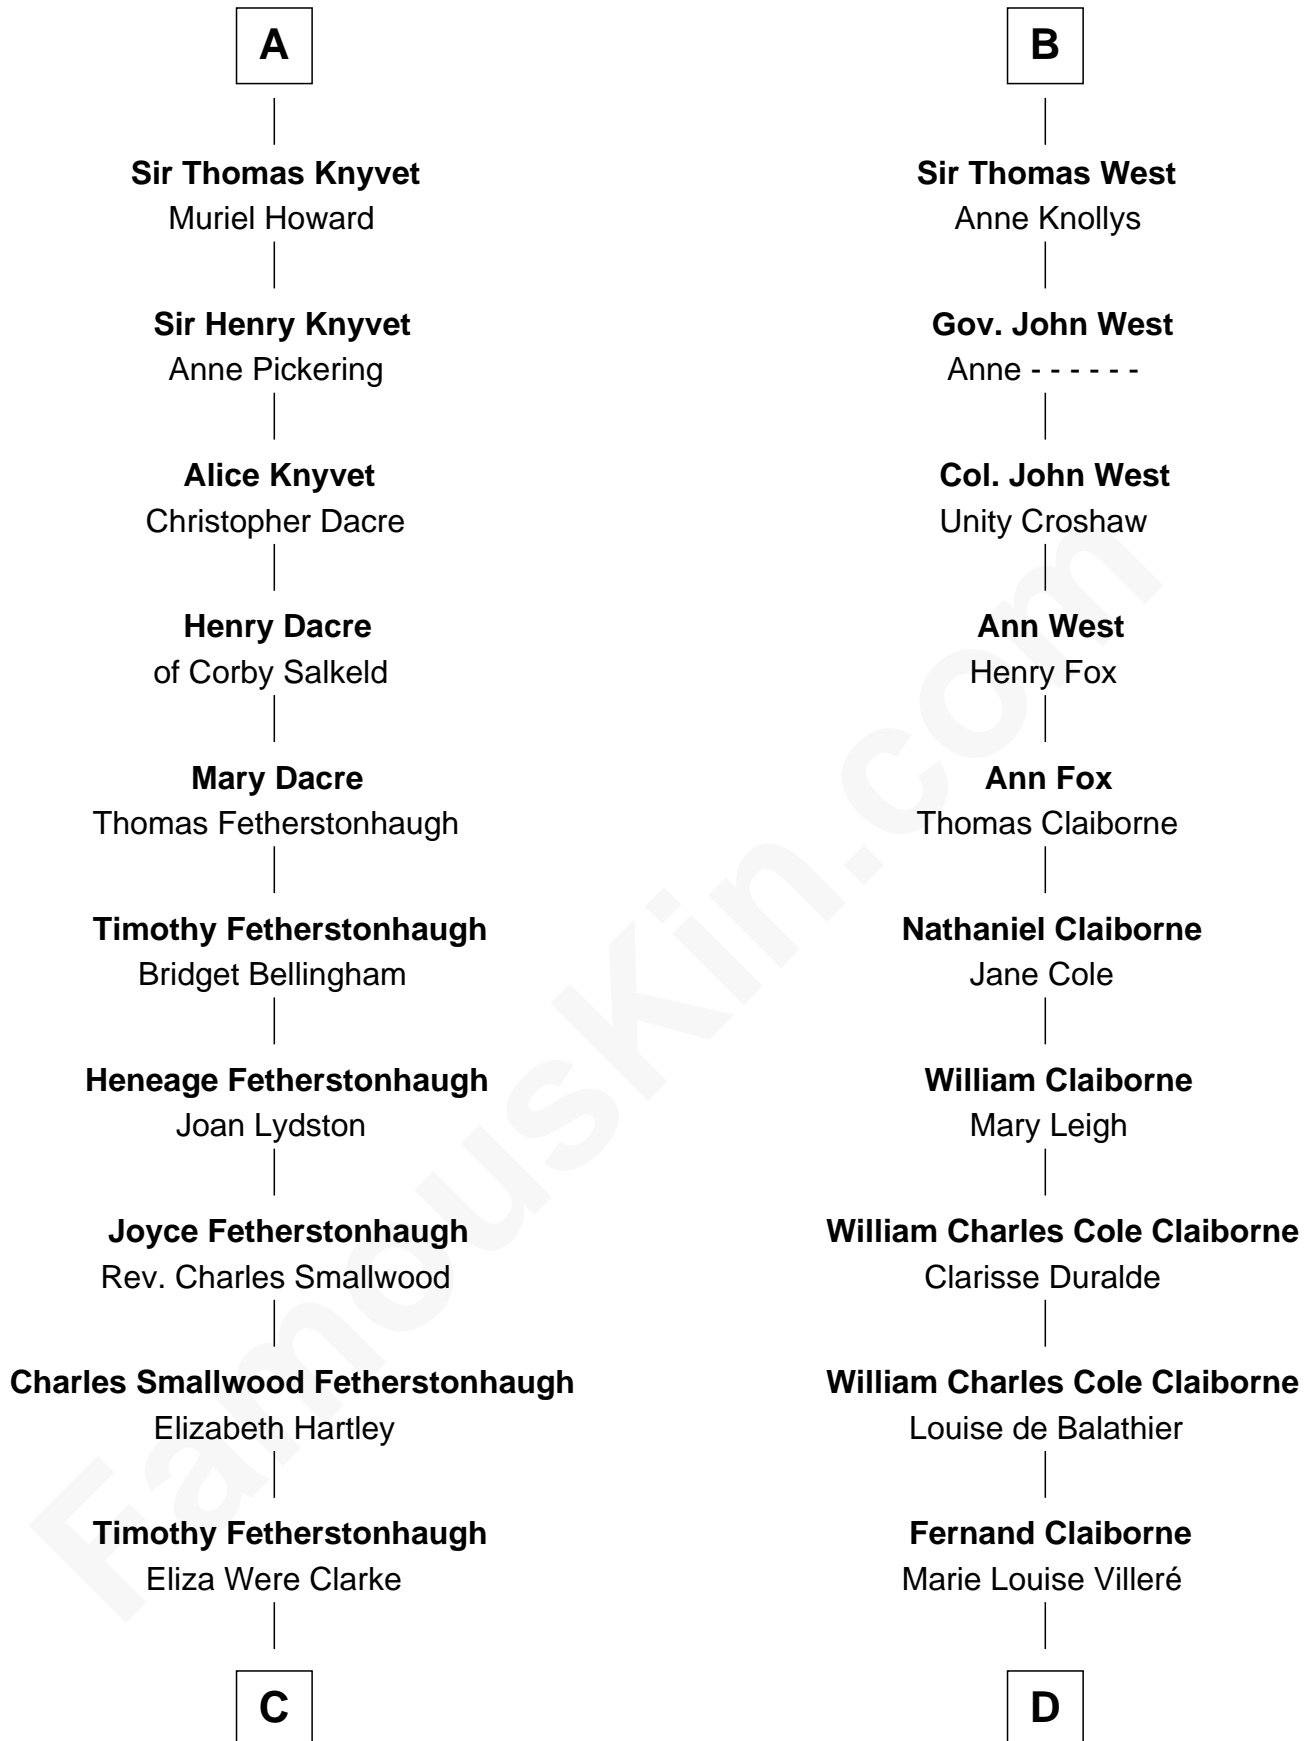 A
Sir Thomas Knyvet
Muriel Howard
Sir Henry Knyvet
Anne Pickering
Alice Knyvet
Christopher Dacre
Henry Dacre
of Corby Salkeld
Mary Dacre
Thomas Fetherstonhaugh
Timothy Fetherstonhaugh
Bridget Bellingham
Heneage Fetherstonhaugh
Joan Lydston
Joyce Fetherstonhaugh
Rev. Charles Smallwood
Charles Smallwood Fetherstonhaugh
Elizabeth Hartley
Timothy Fetherstonhaugh
Eliza Were Clarke
C
B
Sir Thomas West
Anne Knollys
Gov. John West
Anne - - - - - -
Col. John West
Unity Croshaw
Ann West
Henry Fox
Ann Fox
Thomas Claiborne
Nathaniel Claiborne
Jane Cole
William Claiborne
Mary Leigh
William Charles Cole Claiborne
Clarisse Duralde
William Charles Cole Claiborne
Louise de Balathier
Fernand Claiborne
Marie Louise Villeré
D
FamousKin.com